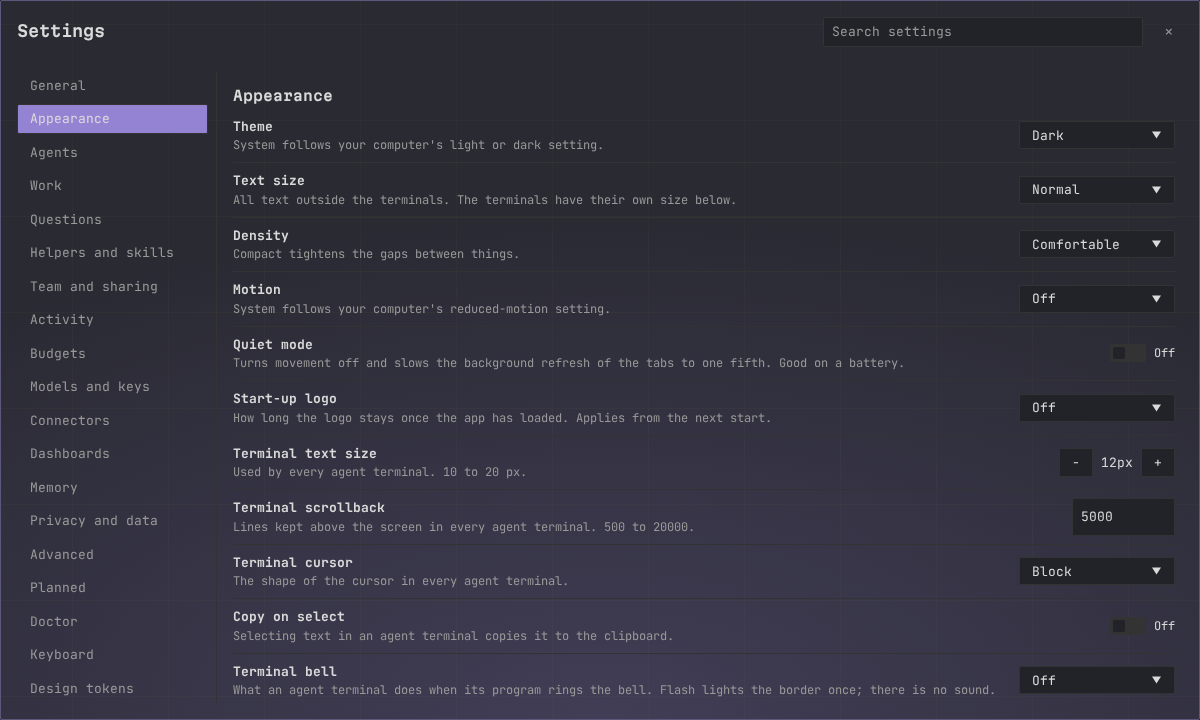 Settings
Search settings
×
General
Appearance
Agents
Work
Questions
Helpers and skills
Team and sharing
Activity
Budgets
Models and keys
Connectors
Dashboards
Memory
Privacy and data
Advanced
Planned
Doctor
Keyboard
Design tokens
Appearance
Theme
System follows your computer's light or dark setting.
Dark
Text size
All text outside the terminals. The terminals have their own size below.
Normal
Density
Compact tightens the gaps between things.
Comfortable
Motion
System follows your computer's reduced-motion setting.
Off
Quiet mode
Turns movement off and slows the background refresh of the tabs to one fifth. Good on a battery.
Off
Start-up logo
How long the logo stays once the app has loaded. Applies from the next start.
Off
Terminal text size
Used by every agent terminal. 10 to 20 px.
- 12px +
Terminal scrollback
Lines kept above the screen in every agent terminal. 500 to 20000.
5000
Terminal cursor
The shape of the cursor in every agent terminal.
Block
Copy on select
Selecting text in an agent terminal copies it to the clipboard.
Off
Terminal bell
What an agent terminal does when its program rings the bell. Flash lights the border once; there is no sound.
Off